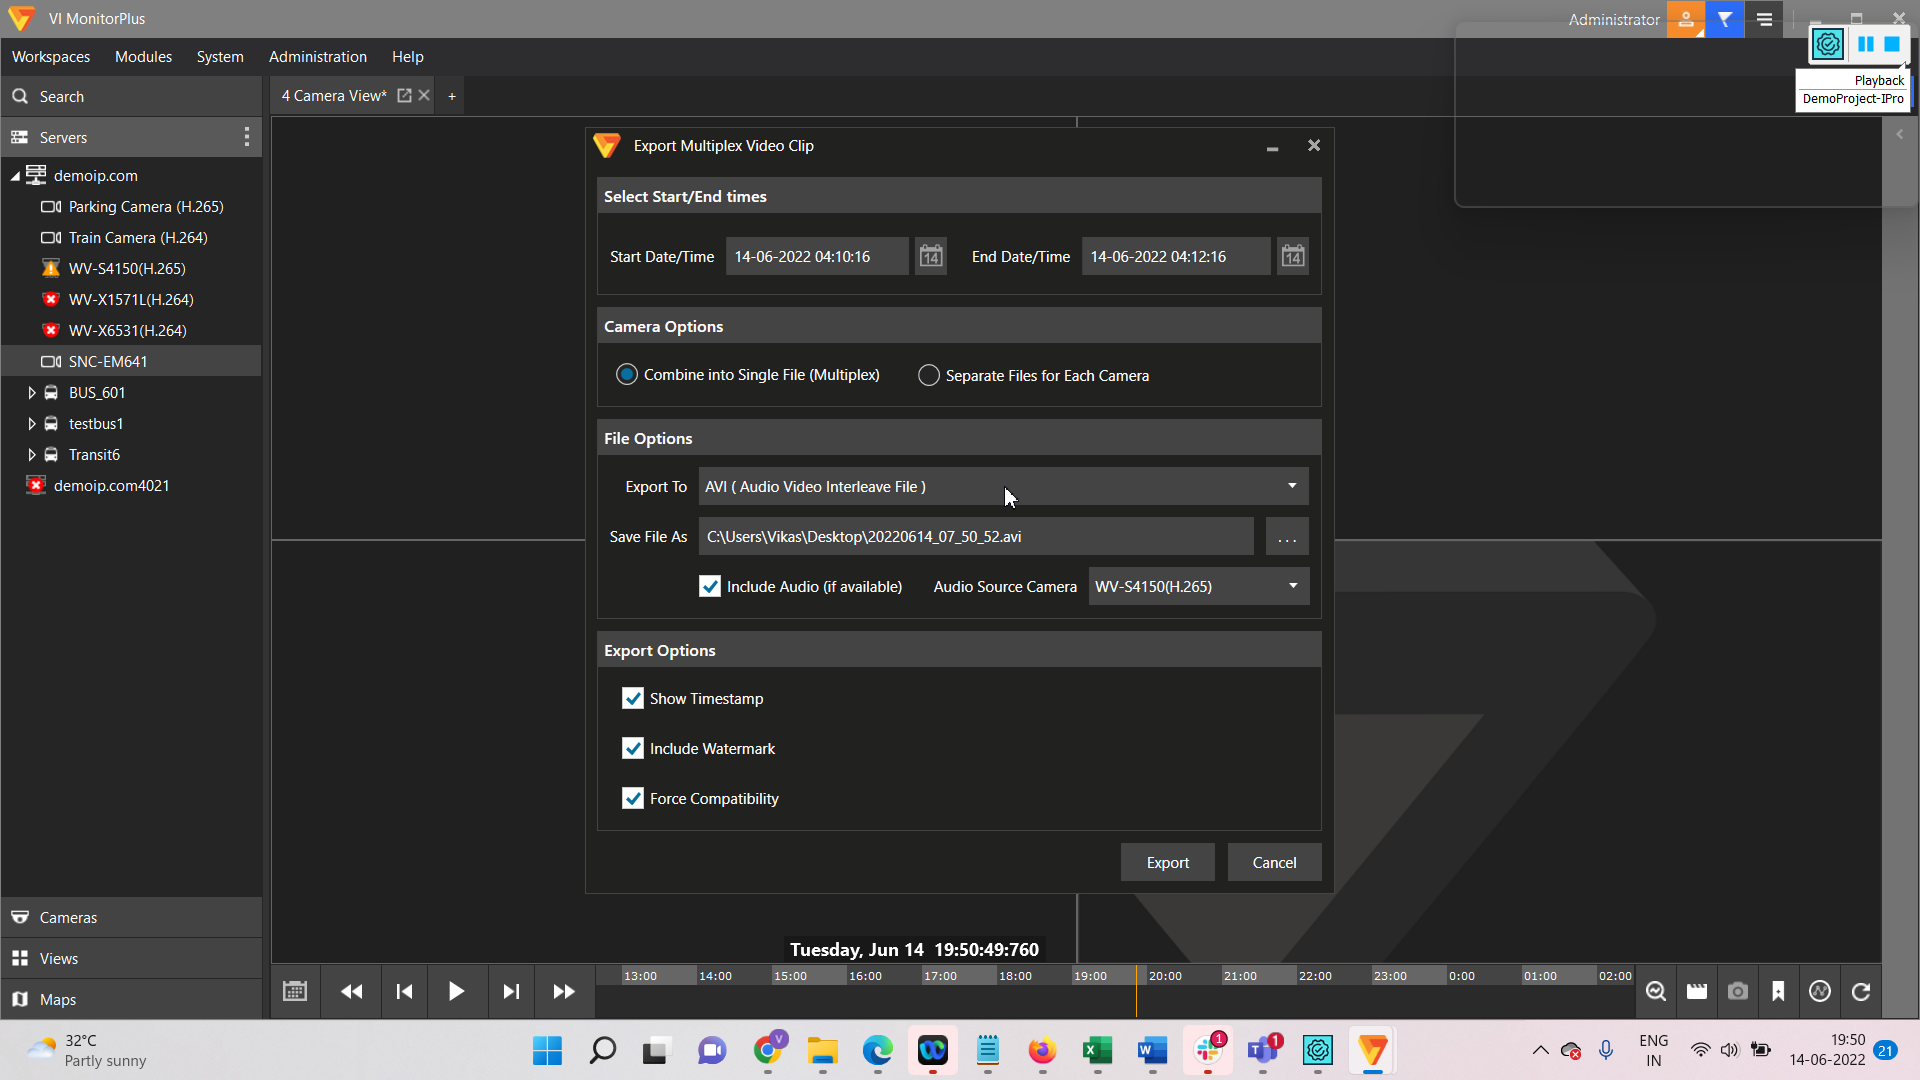 VI MonitorPlus
Administrator
Workspaces Modules System Administration Help
Playback
DemoProject-IPro
Search
4 Camera View* +
Servers
demoip.com
Parking Camera (H.265)
Train Camera (H.264)
WV-S4150(H.265)
WV-X1571L(H.264)
WV-X6531(H.264)
SNC-EM641
BUS_601
testbus1
Transit6
demoip.com4021
Cameras
Views
Maps
Export Multiplex Video Clip
Select Start/End times
Start Date/Time 14-06-2022 04:10:16 14 End Date/Time 14-06-2022 04:12:16 14
Camera Options
Combine into Single File (Multiplex) Separate Files for Each Camera
File Options
Export To AVI ( Audio Video Interleave File )
Save File As C:\Users\Vikas\Desktop\20220614_07_50_52.avi ...
Include Audio (if available) Audio Source Camera WV-S4150(H.265)
Export Options
Show Timestamp
Include Watermark
Force Compatibility
Export Cancel
Tuesday, Jun 14 19:50:49:760
13:00 14:00 15:00 16:00 17:00 18:00 19:00 20:00 21:00 22:00 23:00 0:00 01:00 02:00
32°C
Partly sunny
V
W
1
1
ENG
IN
19:50
14-06-2022
21